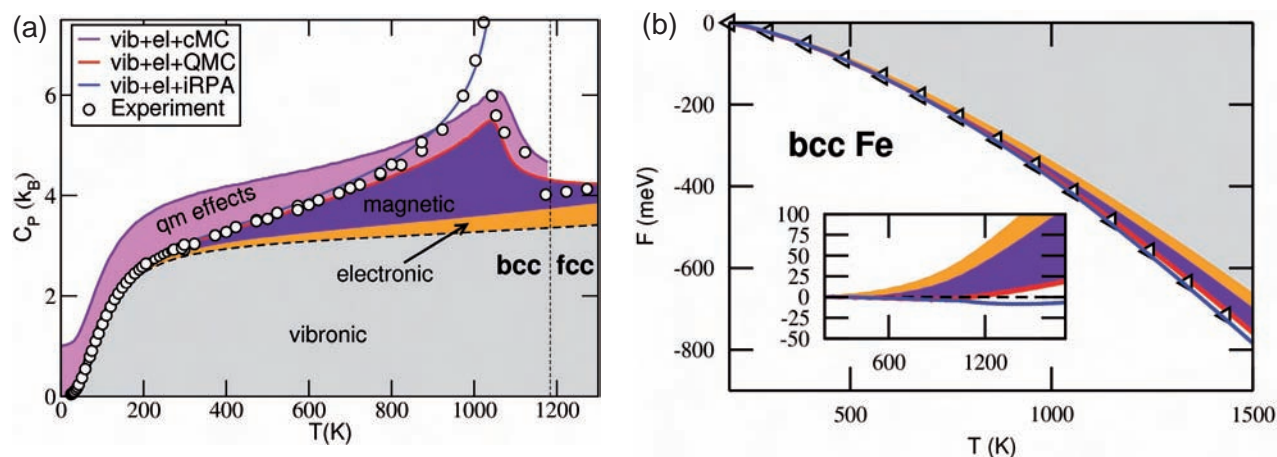 (a)
vib+el+cMC
vib+el+QMC
vib+el+iRPA
Experiment
6
4
2
0
C_P (k_B)
qm effects
magnetic
electronic
bcc fcc
vibronic
0 200 400 600 800 1000 1200
T(K)
(b)
0
-200
-400
-600
-800
F (meV)
bcc Fe
100
75
50
25
0
-25
-50
600 1200
500 1000 1500
T (K)